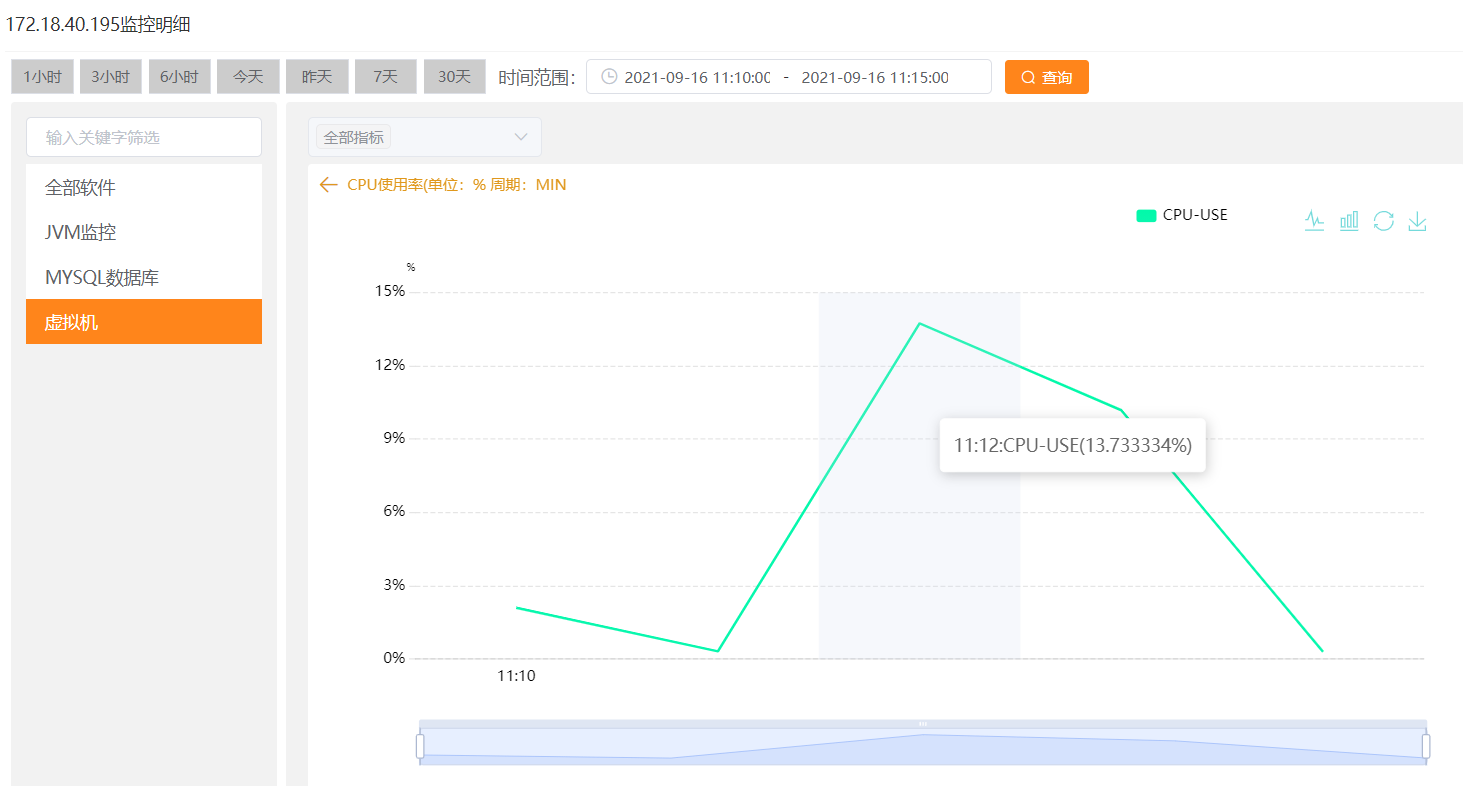 172.18.40.195监控明细
1小时 3小时 6小时 今天 昨天 7天 30天 时间范围： 2021-09-16 11:10:00 - 2021-09-16 11:15:00 查询
输入关键字筛选
全部软件
JVM监控
MYSQL数据库
虚拟机
全部指标
CPU使用率(单位：% 周期：MIN
CPU-USE
%
15%
12%
9%
11:12:CPU-USE(13.733334%)
6%
3%
0%
11:10